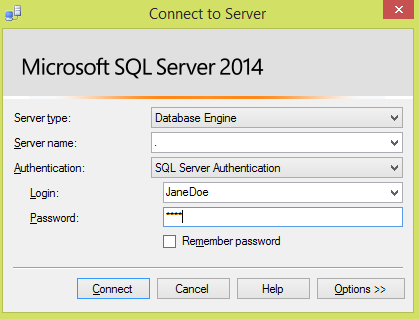 Connect to Server
Microsoft SQL Server 2014
Server type: Database Engine
Server name: .
Authentication: SQL Server Authentication
Login: JaneDoe
Password: ****
Remember password
Connect Cancel Help Options >>